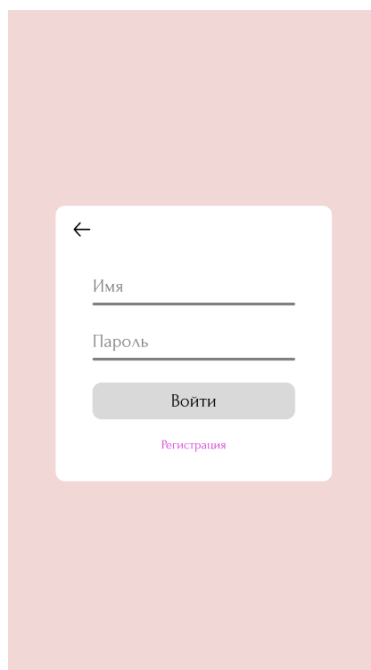 Имя
Пароль
Войти
Регистрация